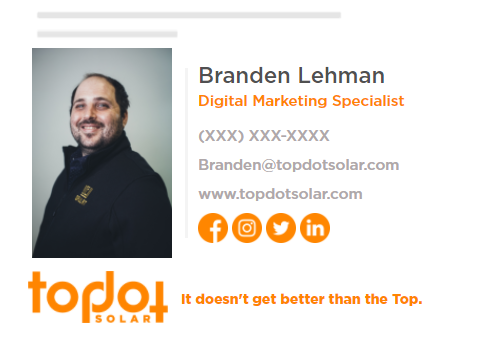 Branden Lehman
Digital Marketing Specialist
(XXX) XXX-XXXX
Branden@topdotsolar.com
www.topdotsolar.com
topdot
SOLAR
It doesn't get better than the Top.